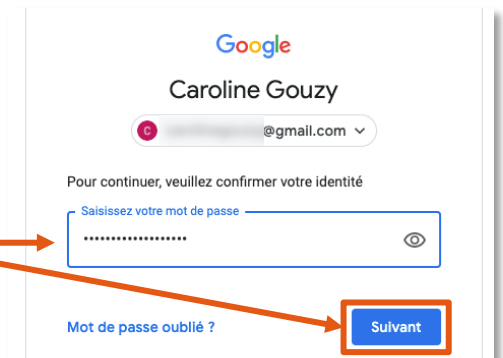 Google
Caroline Gouzy
C @gmail.com
Pour continuer, veuillez confirmer votre identité
Saisissez votre mot de passe
•••••••••••••••••••
Mot de passe oublié ? Suivant